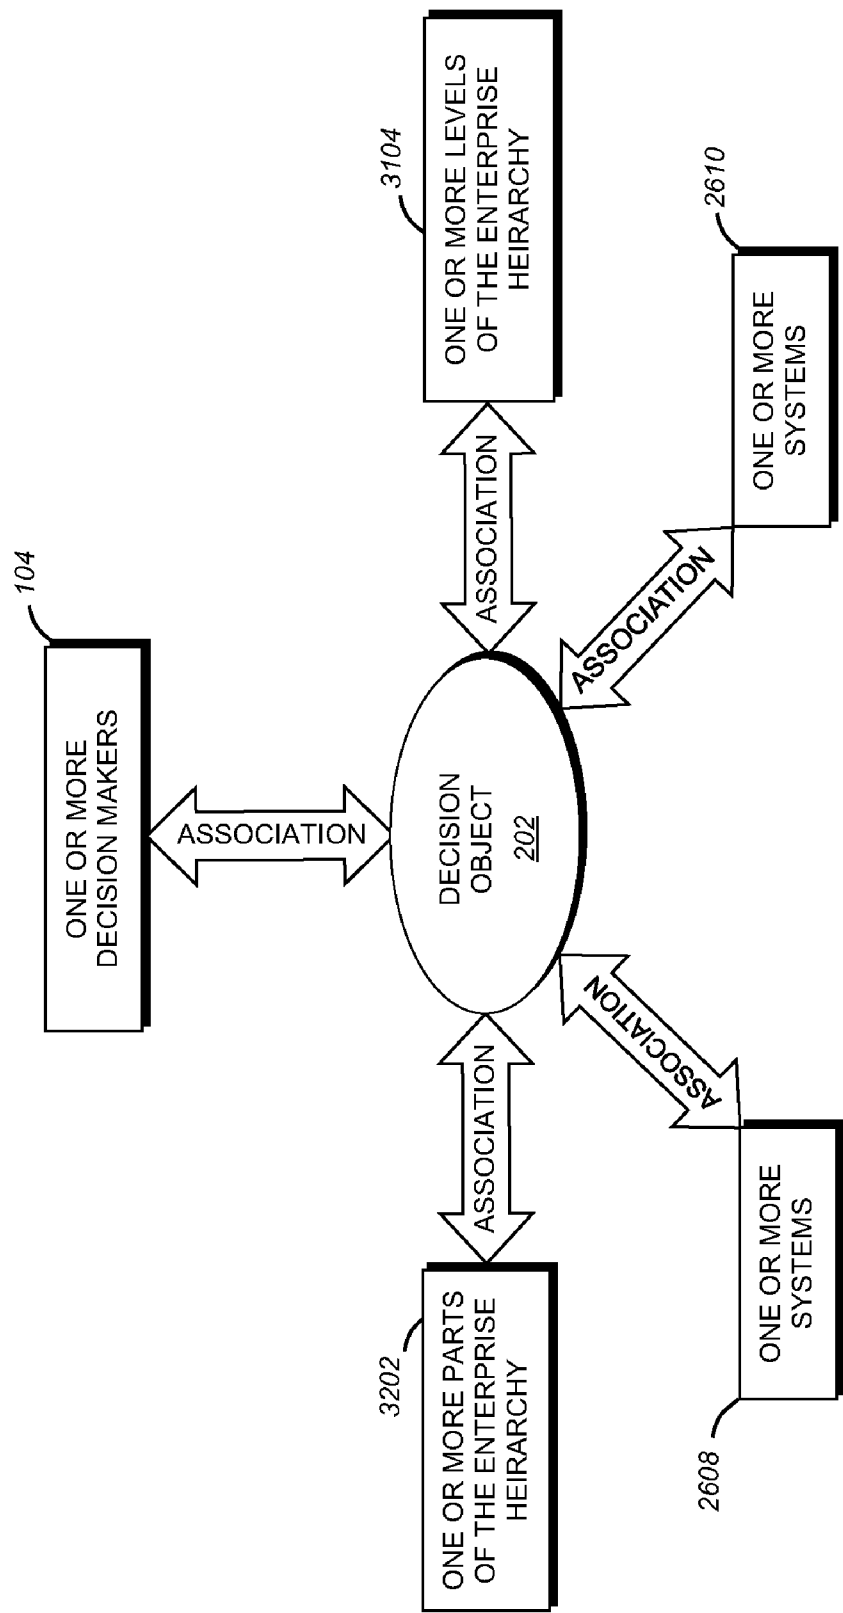 104
ONE OR MORE
DECISION MAKERS
ASSOCIATION
3202
ONE OR MORE PARTS
OF THE ENTERPRISE
HEIRARCHY
ASSOCIATION
DECISION
OBJECT
202
ASSOCIATION
3104
ONE OR MORE LEVELS
OF THE ENTERPRISE
HEIRARCHY
ASSOCIATION
ASSOCIATION
2608
ONE OR MORE
SYSTEMS
2610
ONE OR MORE
SYSTEMS